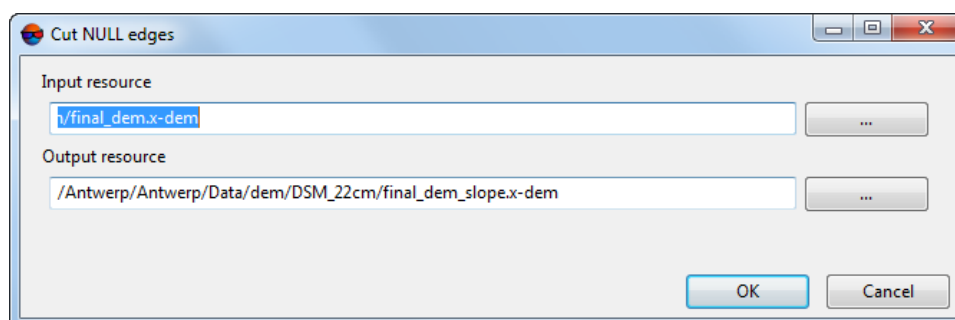 Cut NULL edges
Input resource
n/final_dem.x-dem
...
Output resource
/Antwerp/Antwerp/Data/dem/DSM_22cm/final_dem_slope.x-dem
...
OK
Cancel